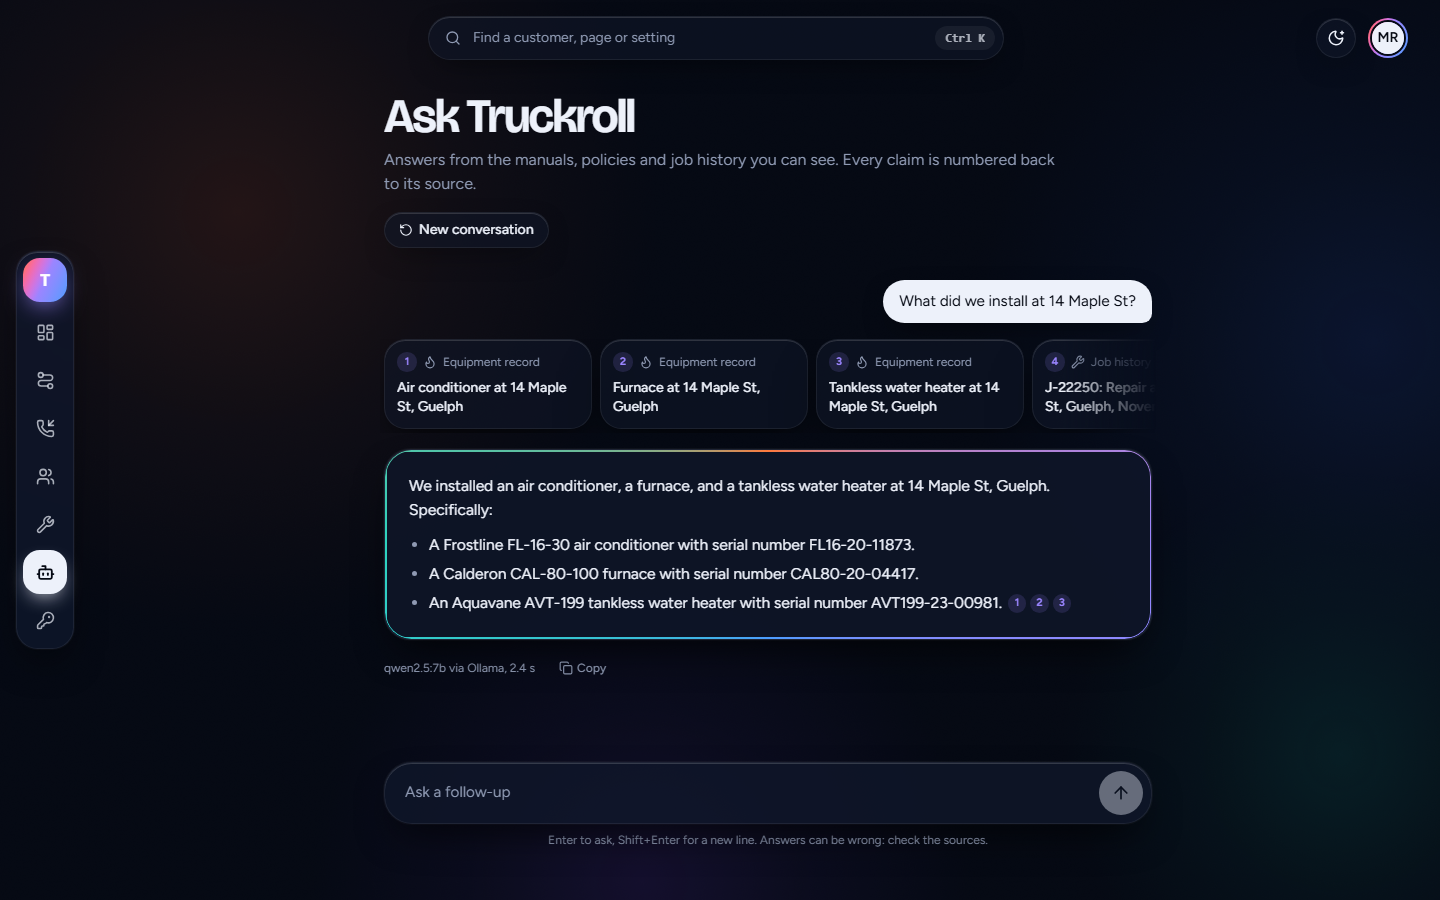 Find a customer, page or setting
Ctrl K
MR
Ask Truckroll
Answers from the manuals, policies and job history you can see. Every claim is numbered back
to its source.
New conversation
T
What did we install at 14 Maple St?
1 Equipment record
Air conditioner at 14 Maple
St, Guelph
2 Equipment record
Furnace at 14 Maple St,
Guelph
3 Equipment record
Tankless water heater at 14
Maple St, Guelph
4 Job history
J-22250: Repair
St, Guelph,
We installed an air conditioner, a furnace, and a tankless water heater at 14 Maple St, Guelph.
Specifically:
• A Frostline FL-16-30 air conditioner with serial number FL16-20-11873.
• A Calderon CAL-80-100 furnace with serial number CAL80-20-04417.
• An Aquavane AVT-199 tankless water heater with serial number AVT199-23-00981. 1 2 3
qwen2.5:7b via Ollama, 2.4 s
Copy
Ask a follow-up
Enter to ask, Shift+Enter for a new line. Answers can be wrong: check the sources.